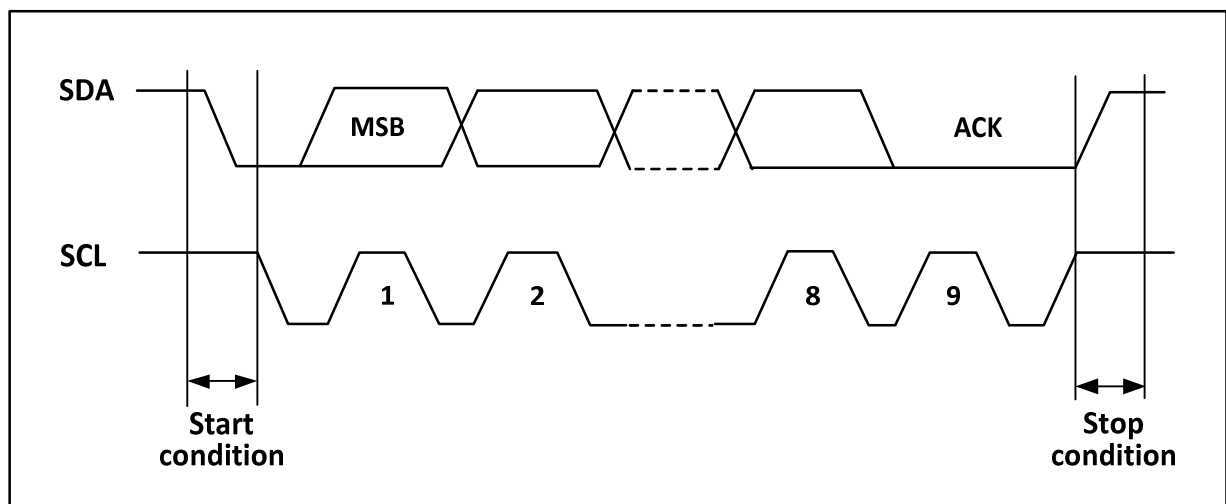 SDA
MSB
ACK
SCL
1
2
8
9
Start
condition
Stop
condition